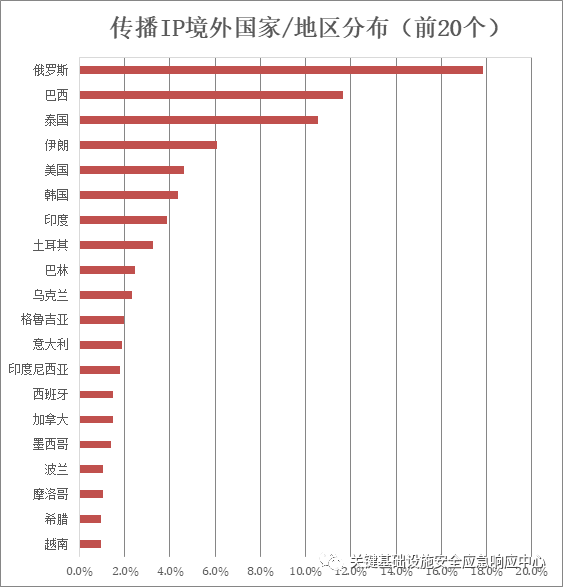 传播IP境外国家/地区分布（前20个）
俄罗斯
巴西
泰国
伊朗
美国
韩国
印度
土耳其
巴林
乌克兰
格鲁吉亚
意大利
印度尼西亚
西班牙
加拿大
墨西哥
波兰
摩洛哥
希腊
越南
关键基础设施安全应急响应中心
0.0% 2.0% 4.0% 6.0% 8.0% 10.0% 12.0% 14.0% 16.0% 18.0% 20.0%